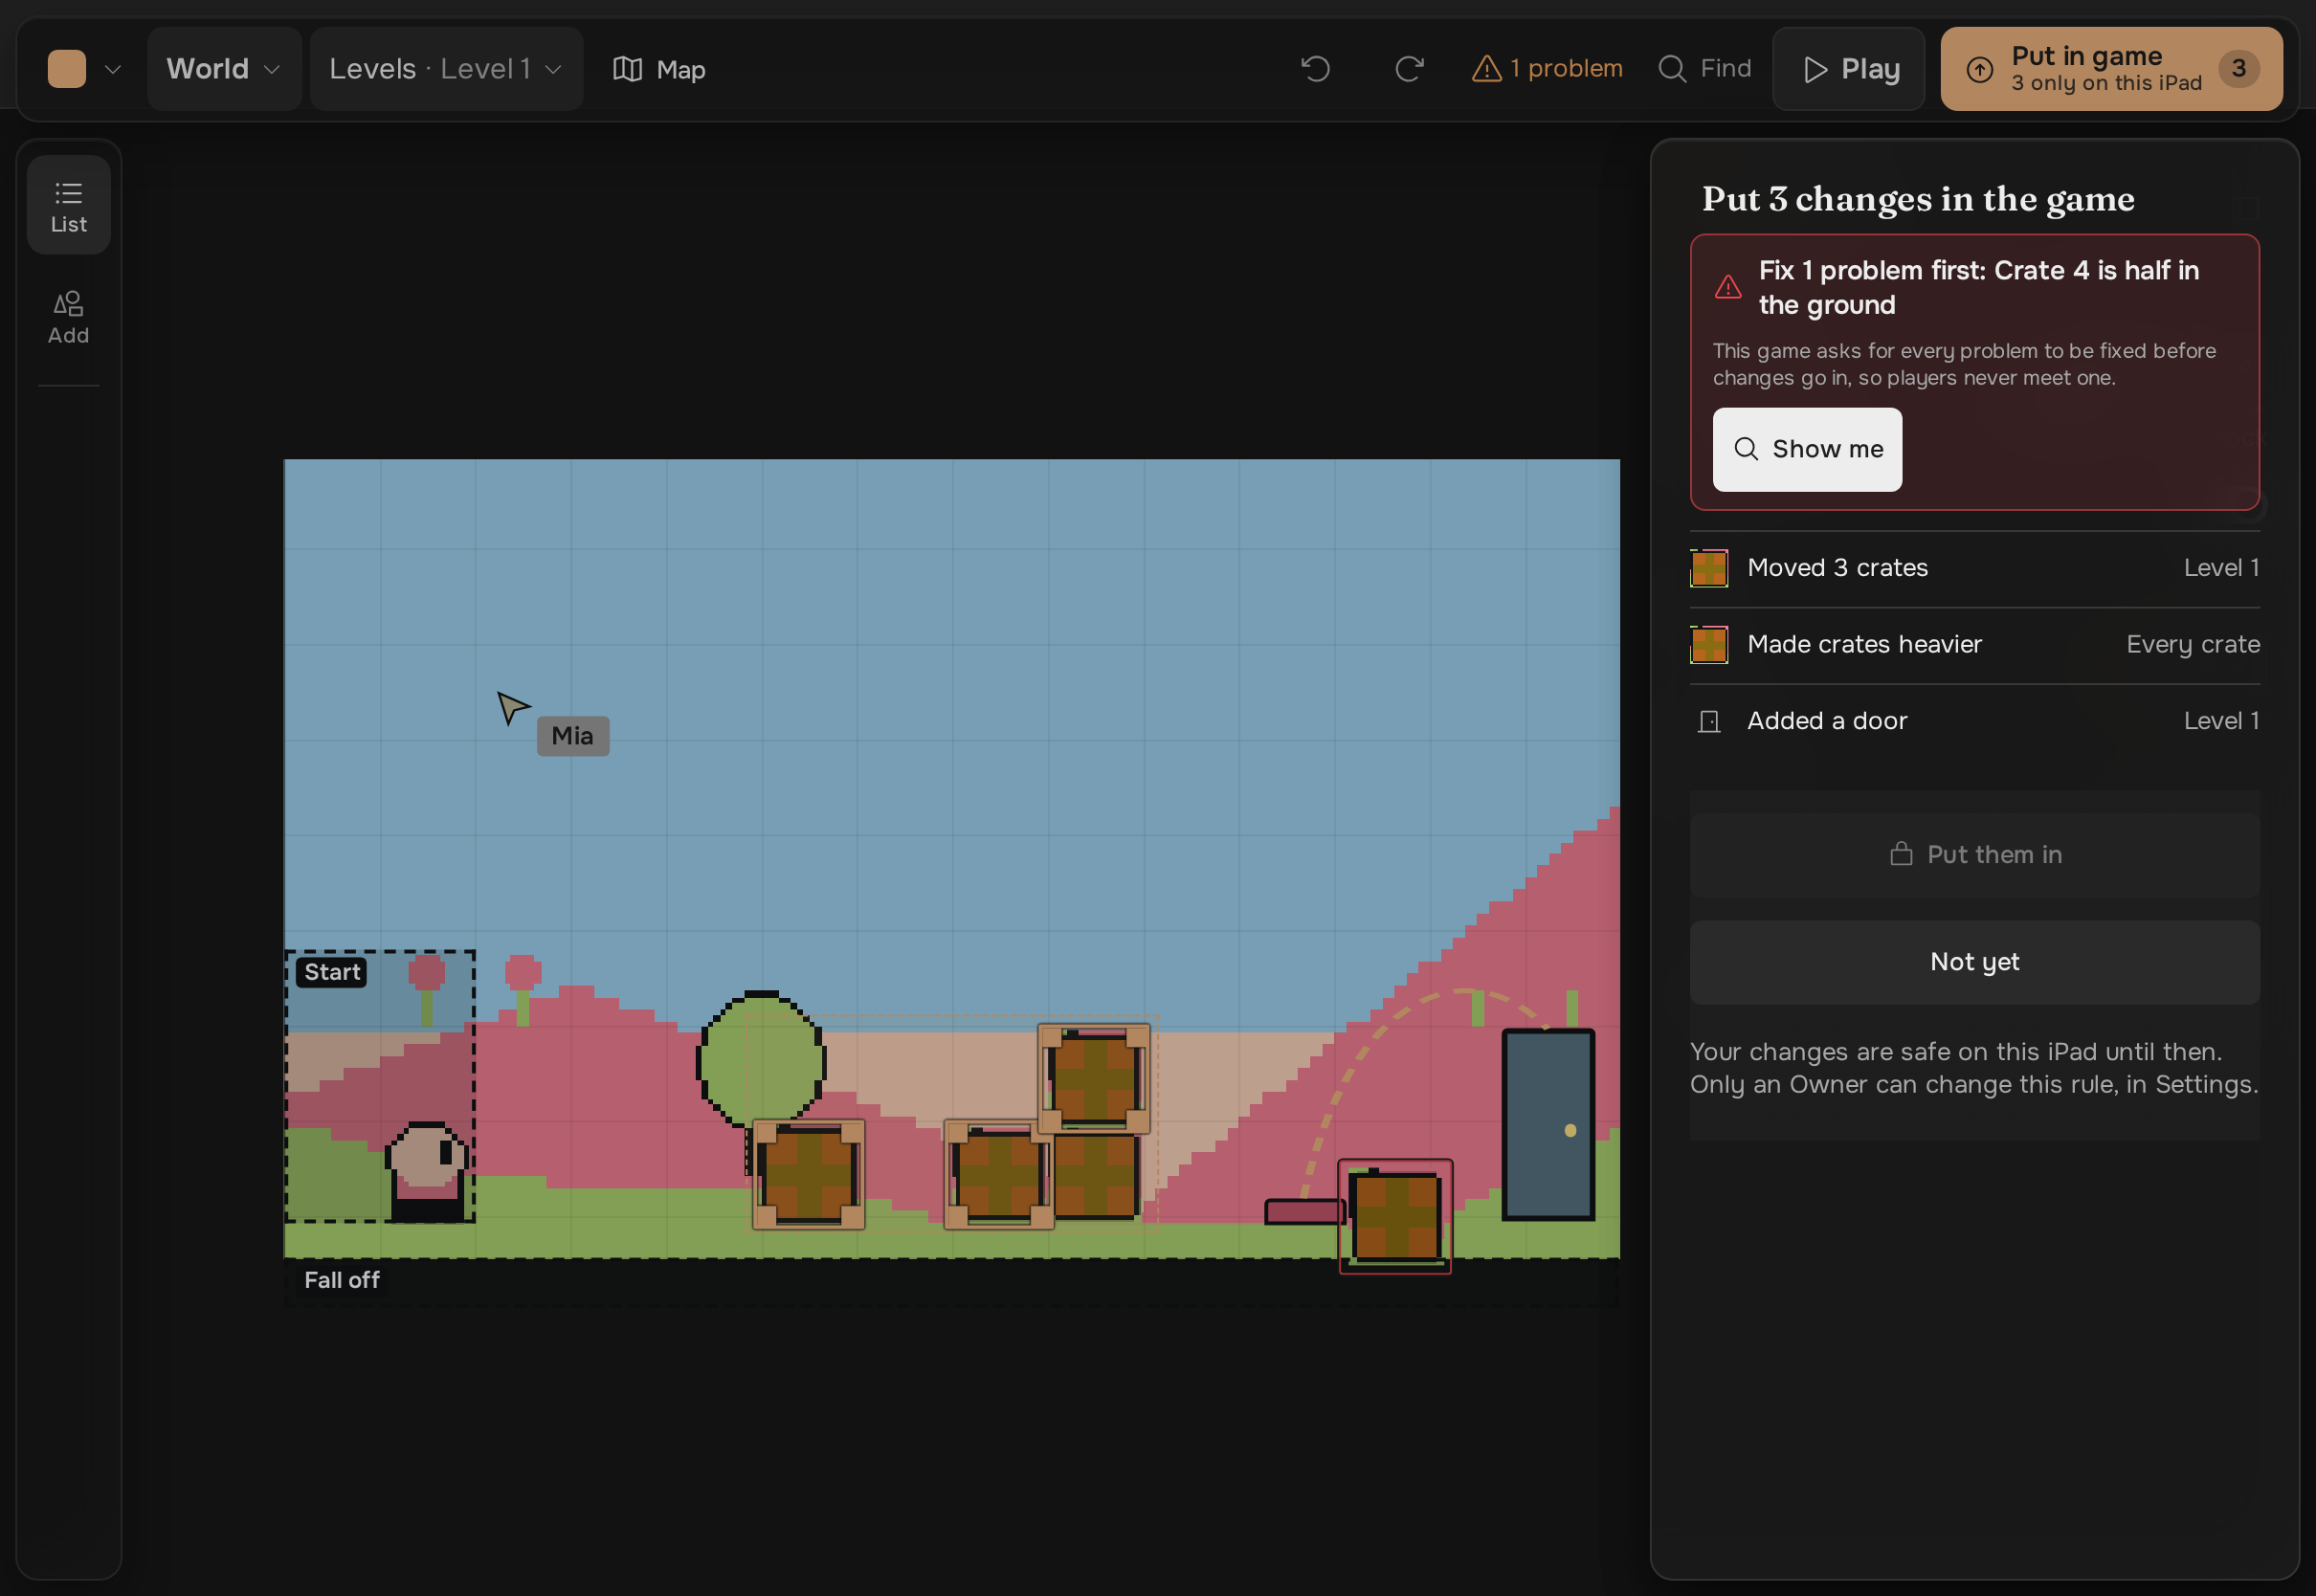 World
Levels · Level 1
Map
1 problem
Find
Play
Put in game
3 only on this iPad
3
List
Add
Mia
Start
Fall off
Put 3 changes in the game
Fix 1 problem first: Crate 4 is half in
the ground
This game asks for every problem to be fixed before
changes go in, so players never meet one.
Show me
Moved 3 crates
Level 1
Made crates heavier
Every crate
Added a door
Level 1
Put them in
Not yet
Your changes are safe on this iPad until then.
Only an Owner can change this rule, in Settings.